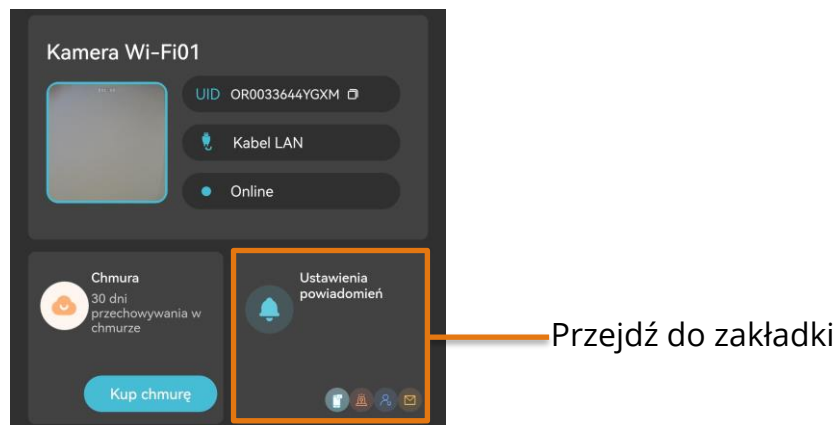 Kamera Wi-Fi01
UID OR0033644YGXM
Kabel LAN
Online
Chmura
30 dni
przechowywania w
chmurze
Kup chmurę
Ustawienia
powiadomień
Przejdź do zakładki